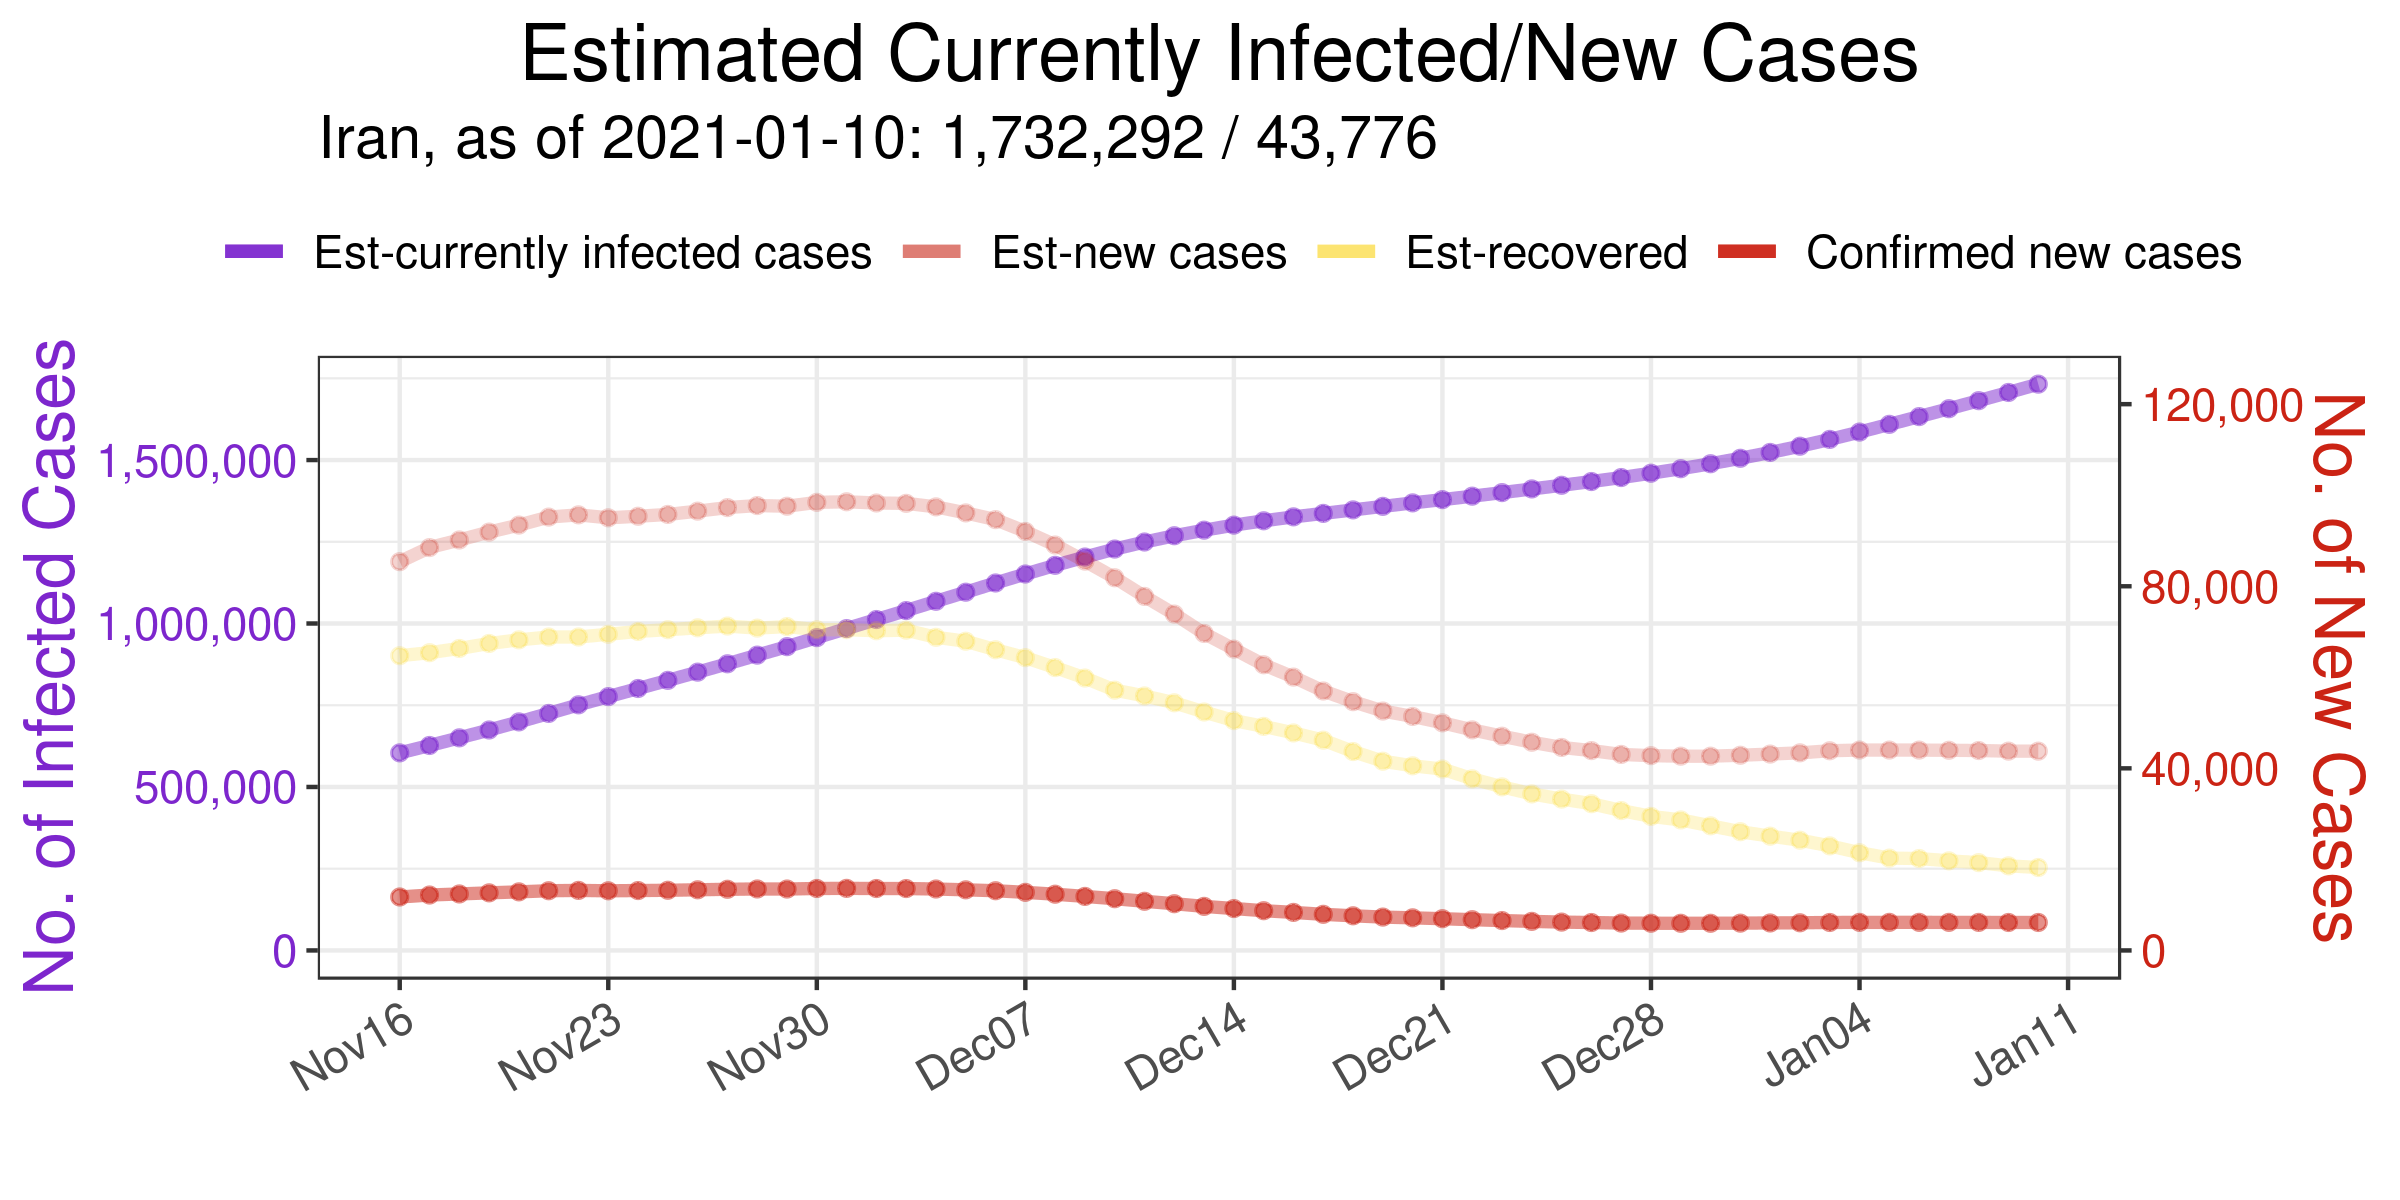 Estimated Currently Infected/New Cases
Iran, as of 2021-01-10: 1,732,292 / 43,776
Est-currently infected cases Est-new cases Est-recovered Confirmed new cases
No. of Infected Cases
1,500,000
1,000,000
500,000
0
120,000
80,000
40,000
0
No. of New Cases
Nov16 Nov23 Nov30 Dec07 Dec14 Dec21 Dec28 Jan04 Jan11